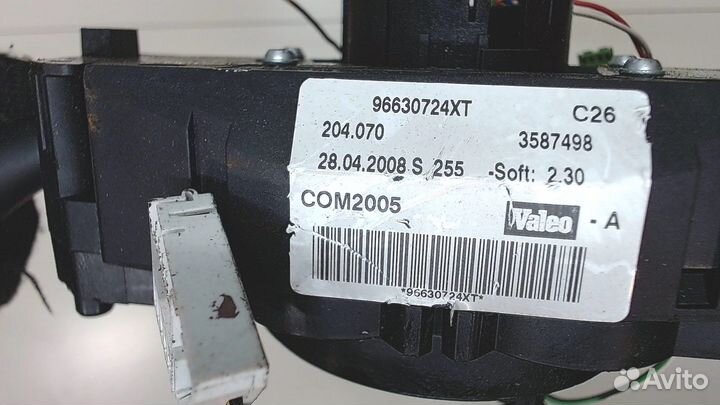 96630724XT C26
204.070 3587498
28.04.2008 S 255 -Soft: 2.30
COM2005 Valeo - A
*96630724XT*
Avito